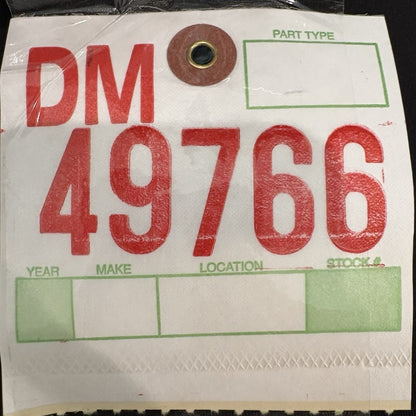 PART TYPE
DM
49766
YEAR MAKE LOCATION STOCK #